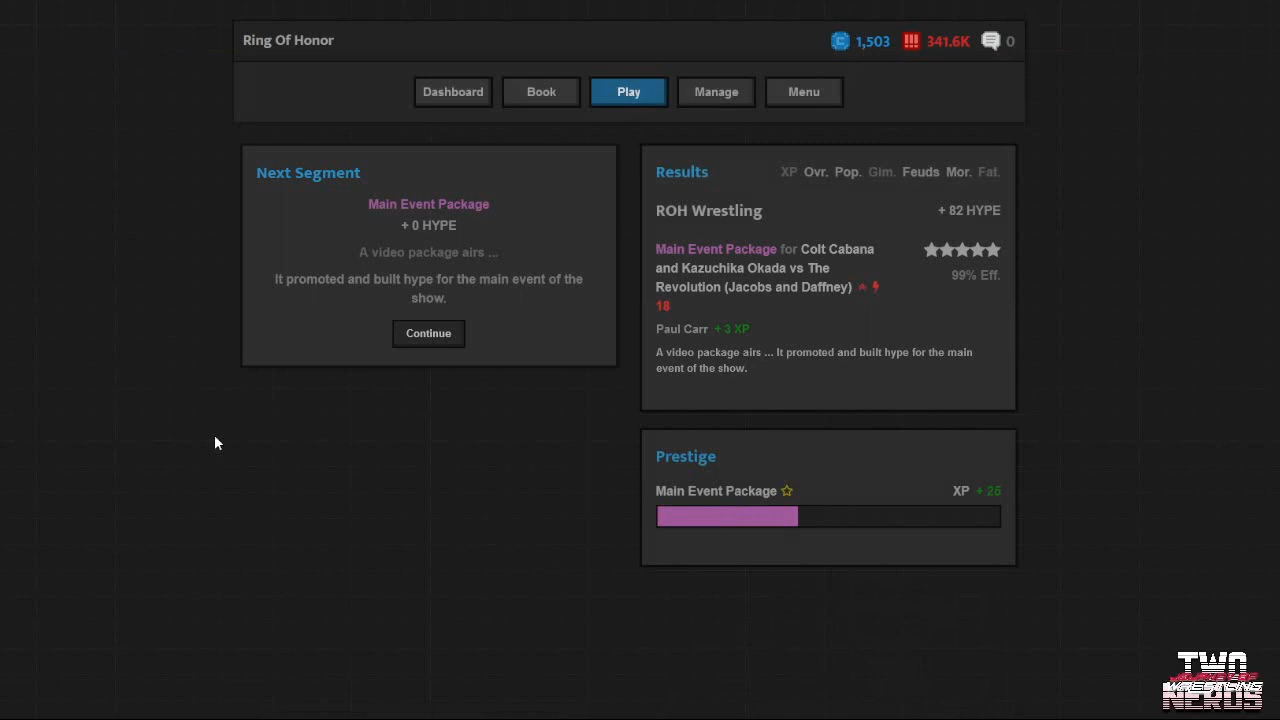 Ring Of Honor
1,503
341.6K
0
Dashboard
Book
Play
Manage
Menu
Next Segment
Main Event Package
+ 0 HYPE
A video package airs ...
It promoted and built hype for the main event of the
show.
Continue
Results
XP Ovr. Pop. Gim. Feuds Mor. Fat.
ROH Wrestling
+ 82 HYPE
Main Event Package for Colt Cabana
and Kazuchika Okada vs The
Revolution (Jacobs and Daffney)
18
99% Eff.
Paul Carr + 3 XP
A video package airs ... It promoted and built hype for the main
event of the show.
Prestige
Main Event Package
XP + 25
TWO
WRESTLING
NERDS